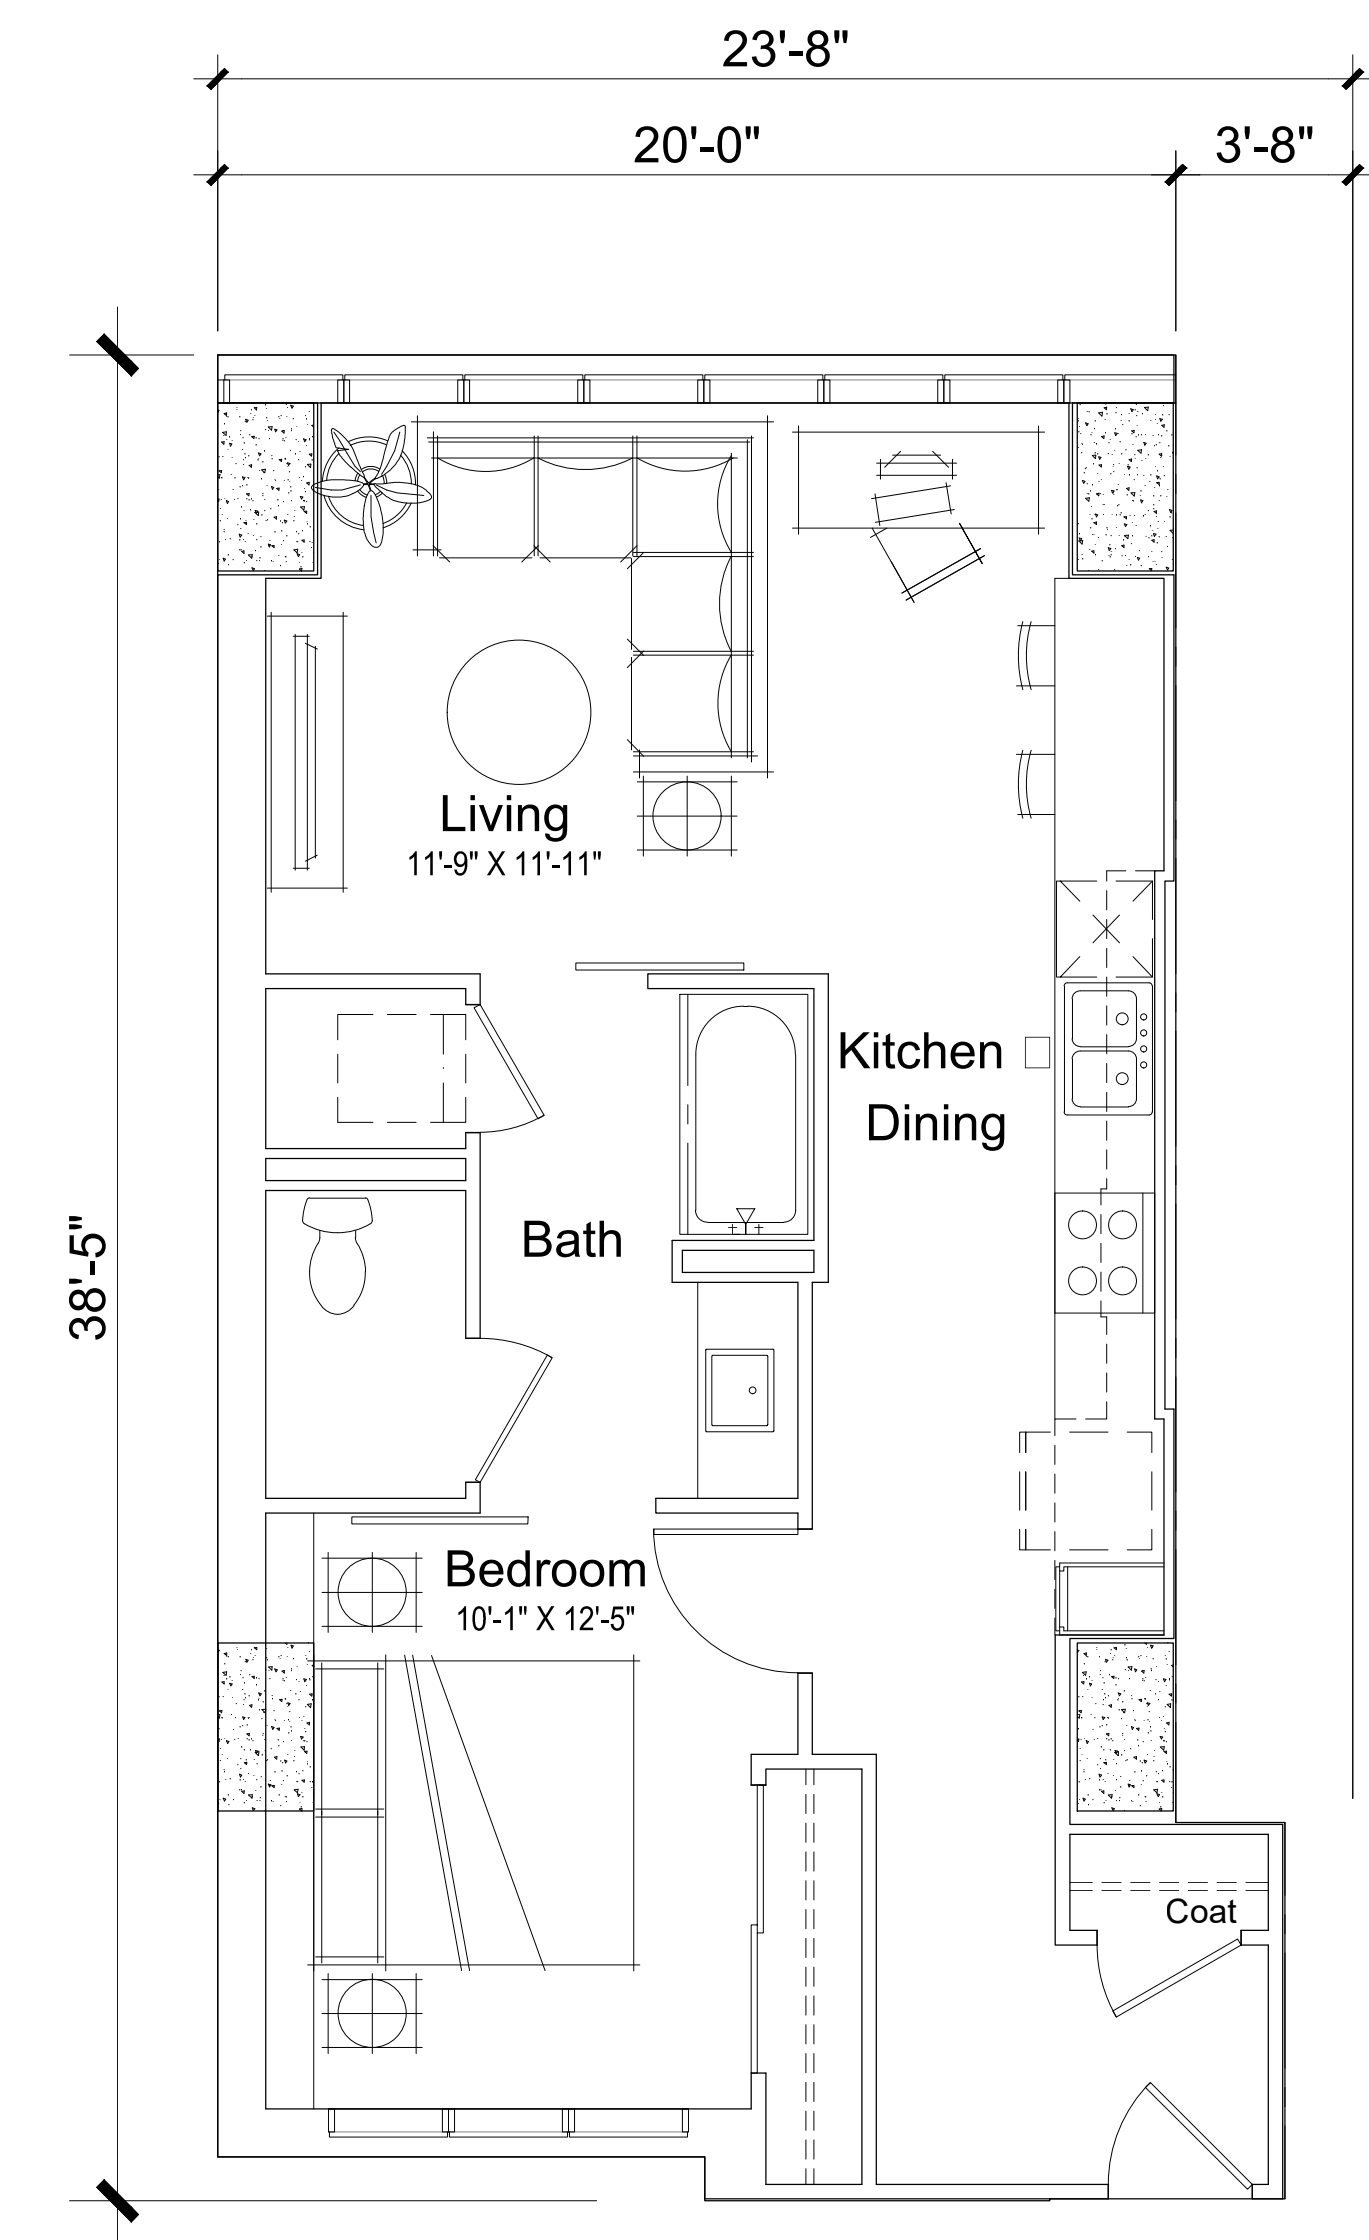 23'-8"
20'-0"
3'-8"
Living
11'-9" X 11'-11"
Kitchen
Dining
38'-5"
Bath
Bedroom
10'-1" X 12'-5"
Coat